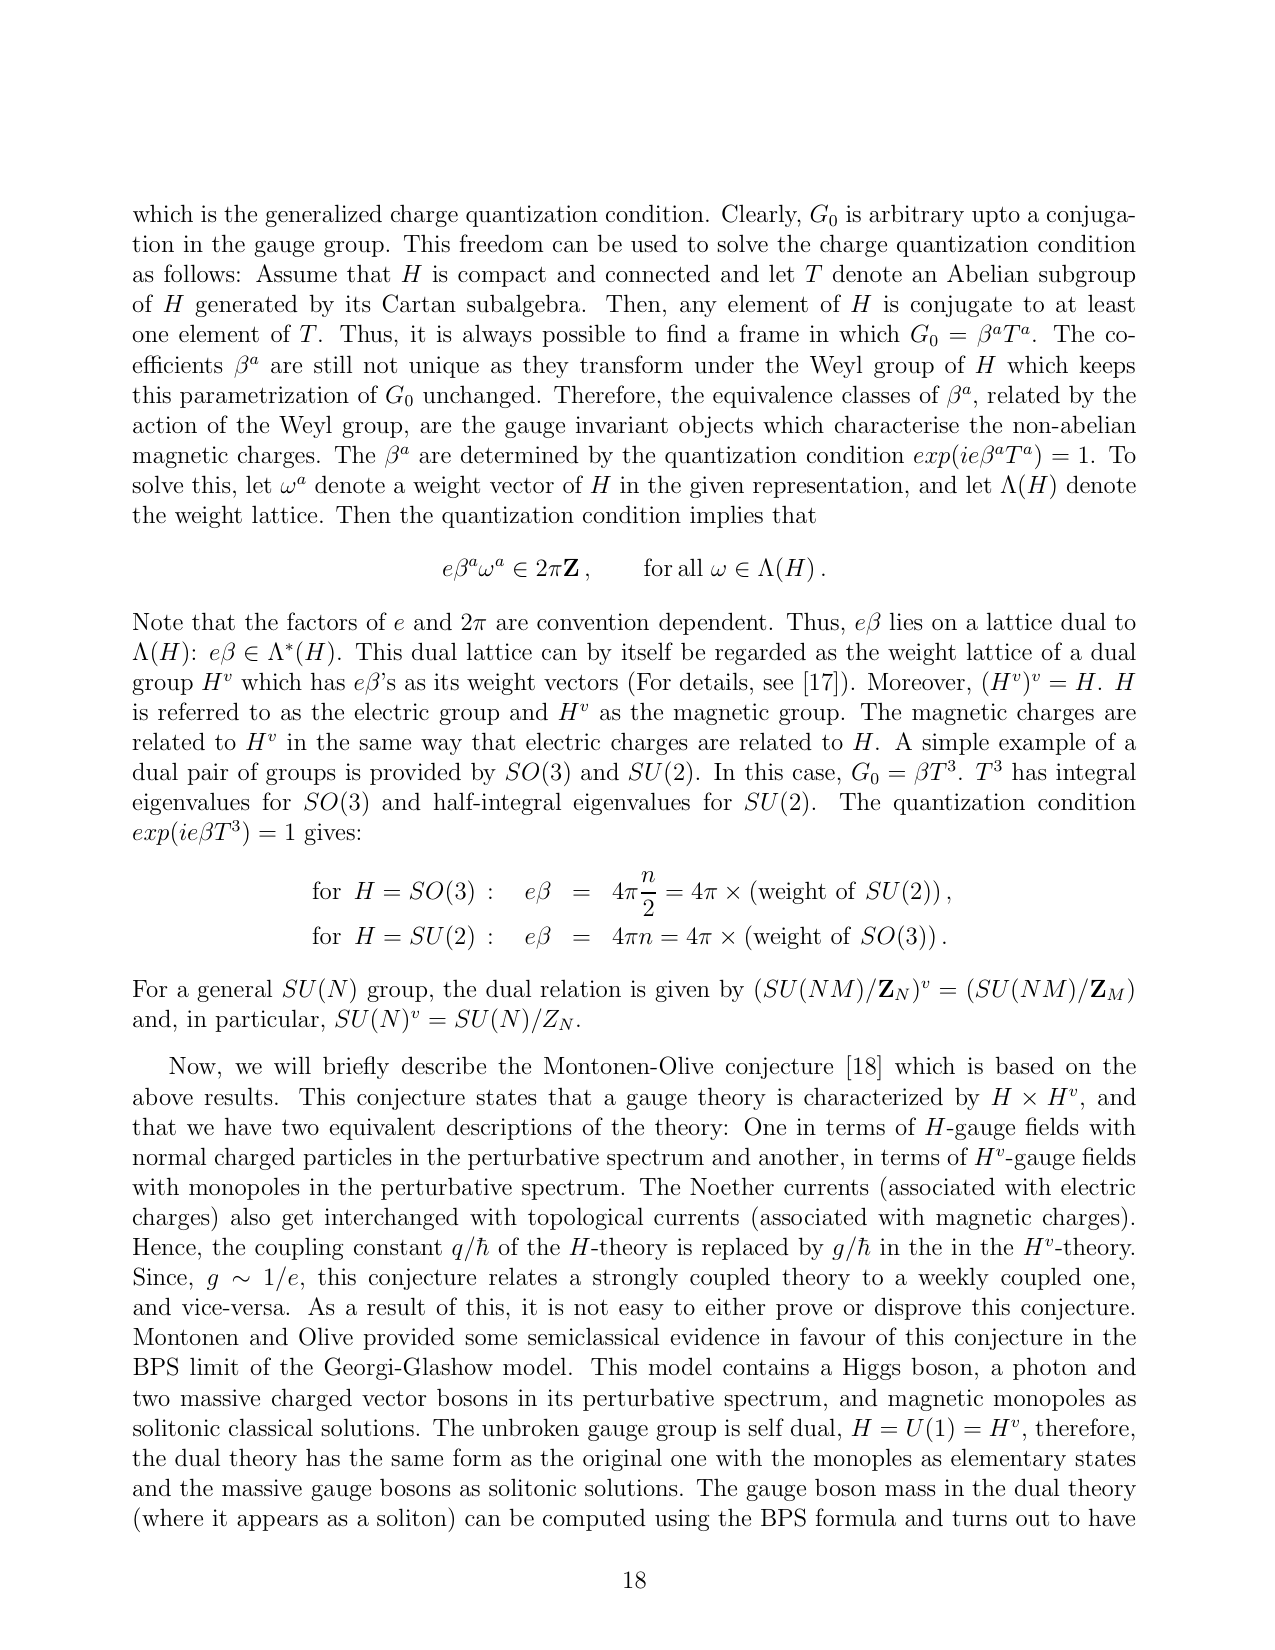 which is the generalized charge quantization condition. Clearly, G₀ is arbitrary upto a conjuga-
tion in the gauge group. This freedom can be used to solve the charge quantization condition
as follows: Assume that H is compact and connected and let T denote an Abelian subgroup
of H generated by its Cartan subalgebra. Then, any element of H is conjugate to at least
one element of T. Thus, it is always possible to find a frame in which G₀ = βᵃTᵃ. The co-
efficients βᵃ are still not unique as they transform under the Weyl group of H which keeps
this parametrization of G₀ unchanged. Therefore, the equivalence classes of βᵃ, related by the
action of the Weyl group, are the gauge invariant objects which characterise the non-abelian
magnetic charges. The βᵃ are determined by the quantization condition exp(ieβᵃTᵃ) = 1. To
solve this, let ωᵃ denote a weight vector of H in the given representation, and let Λ(H) denote
the weight lattice. Then the quantization condition implies that
eβᵃωᵃ ∈ 2πZ , for all ω ∈ Λ(H) .
Note that the factors of e and 2π are convention dependent. Thus, eβ lies on a lattice dual to
Λ(H): eβ ∈ Λ*(H). This dual lattice can by itself be regarded as the weight lattice of a dual
group Hᵛ which has eβ's as its weight vectors (For details, see [17]). Moreover, (Hᵛ)ᵛ = H. H
is referred to as the electric group and Hᵛ as the magnetic group. The magnetic charges are
related to Hᵛ in the same way that electric charges are related to H. A simple example of a
dual pair of groups is provided by SO(3) and SU(2). In this case, G₀ = βT³. T³ has integral
eigenvalues for SO(3) and half-integral eigenvalues for SU(2). The quantization condition
exp(ieβT³) = 1 gives:
for H = SO(3) : eβ = 4π n/2 = 4π × (weight of SU(2)) ,
for H = SU(2) : eβ = 4πn = 4π × (weight of SO(3)) .
For a general SU(N) group, the dual relation is given by (SU(NM)/Z_N)ᵛ = (SU(NM)/Z_M)
and, in particular, SU(N)ᵛ = SU(N)/Z_N.
Now, we will briefly describe the Montonen-Olive conjecture [18] which is based on the
above results. This conjecture states that a gauge theory is characterized by H × Hᵛ, and
that we have two equivalent descriptions of the theory: One in terms of H-gauge fields with
normal charged particles in the perturbative spectrum and another, in terms of Hᵛ-gauge fields
with monopoles in the perturbative spectrum. The Noether currents (associated with electric
charges) also get interchanged with topological currents (associated with magnetic charges).
Hence, the coupling constant q/ħ of the H-theory is replaced by g/ħ in the in the Hᵛ-theory.
Since, g ∼ 1/e, this conjecture relates a strongly coupled theory to a weekly coupled one,
and vice-versa. As a result of this, it is not easy to either prove or disprove this conjecture.
Montonen and Olive provided some semiclassical evidence in favour of this conjecture in the
BPS limit of the Georgi-Glashow model. This model contains a Higgs boson, a photon and
two massive charged vector bosons in its perturbative spectrum, and magnetic monopoles as
solitonic classical solutions. The unbroken gauge group is self dual, H = U(1) = Hᵛ, therefore,
the dual theory has the same form as the original one with the monoples as elementary states
and the massive gauge bosons as solitonic solutions. The gauge boson mass in the dual theory
(where it appears as a soliton) can be computed using the BPS formula and turns out to have
18